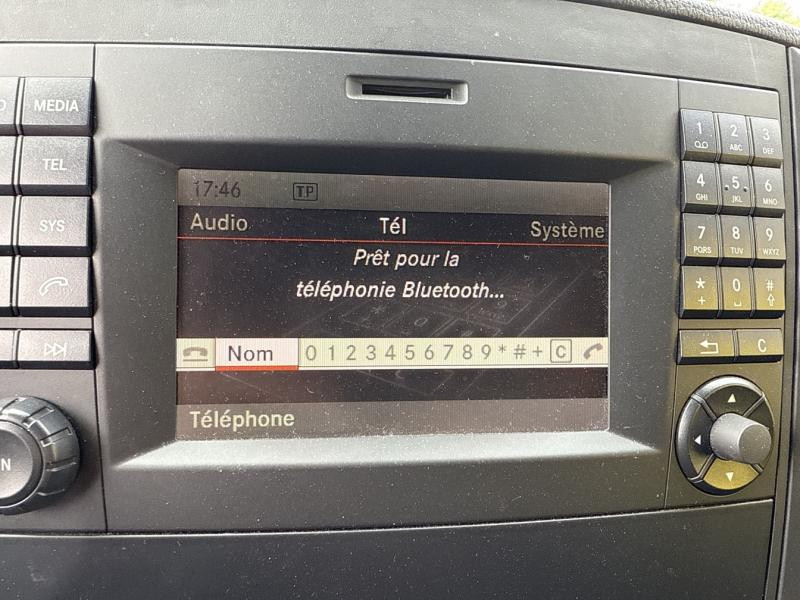 17:46 TP
Audio Tél Système
Prêt pour la
téléphonie Bluetooth...
Nom 0 1 2 3 4 5 6 7 8 9 * # + C
Téléphone
MEDIA
TEL
SYS
N
1 2 ABC 3 DEF
4 GHI 5 JKL 6 MNO
7 PQRS 8 TUV 9 WXYZ
* + 0 #
C